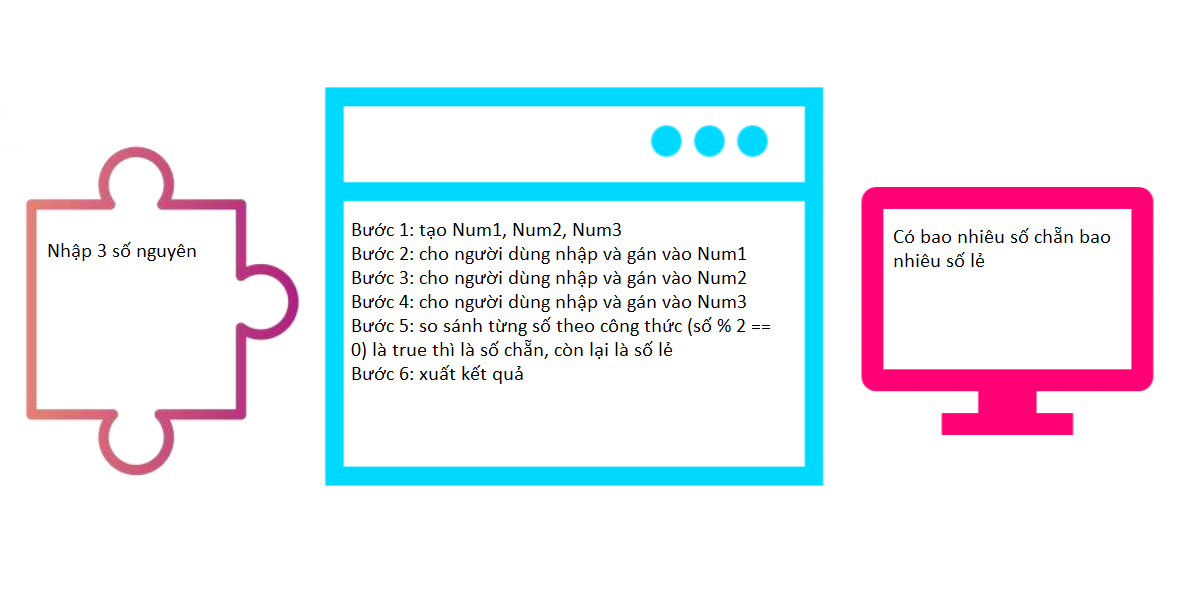 Nhập 3 số nguyên
Bước 1: tạo Num1, Num2, Num3
Bước 2: cho người dùng nhập và gán vào Num1
Bước 3: cho người dùng nhập và gán vào Num2
Bước 4: cho người dùng nhập và gán vào Num3
Bước 5: so sánh từng số theo công thức (số % 2 ==
0) là true thì là số chẵn, còn lại là số lẻ
Bước 6: xuất kết quả
Có bao nhiêu số chẵn bao
nhiêu số lẻ